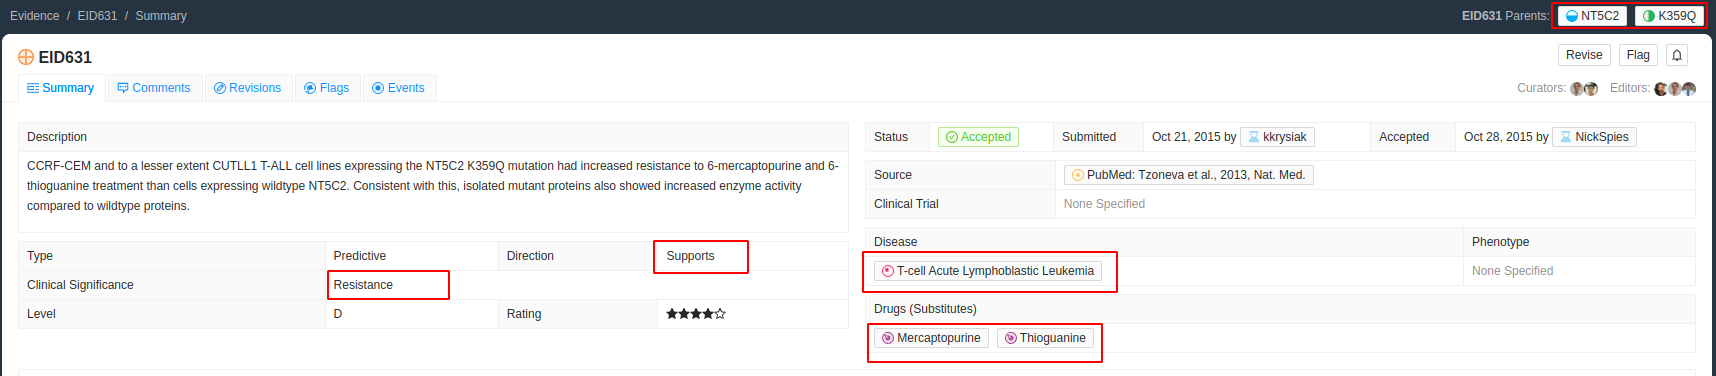 Evidence / EID631 / Summary
EID631 Parents: NT5C2 K359Q
EID631
Revise Flag
Summary Comments Revisions Flags Events
Curators: Editors:
Description
CCRF-CEM and to a lesser extent CUTLL1 T-ALL cell lines expressing the NT5C2 K359Q mutation had increased resistance to 6-mercaptopurine and 6-
thioguanine treatment than cells expressing wildtype NT5C2. Consistent with this, isolated mutant proteins also showed increased enzyme activity
compared to wildtype proteins.
Type Predictive Direction Supports
Clinical Significance Resistance
Level D Rating
Status Accepted Submitted Oct 21, 2015 by kkrysiak Accepted Oct 28, 2015 by NickSpies
Source PubMed: Tzoneva et al., 2013, Nat. Med.
Clinical Trial None Specified
Disease Phenotype
T-cell Acute Lymphoblastic Leukemia None Specified
Drugs (Substitutes)
Mercaptopurine Thioguanine